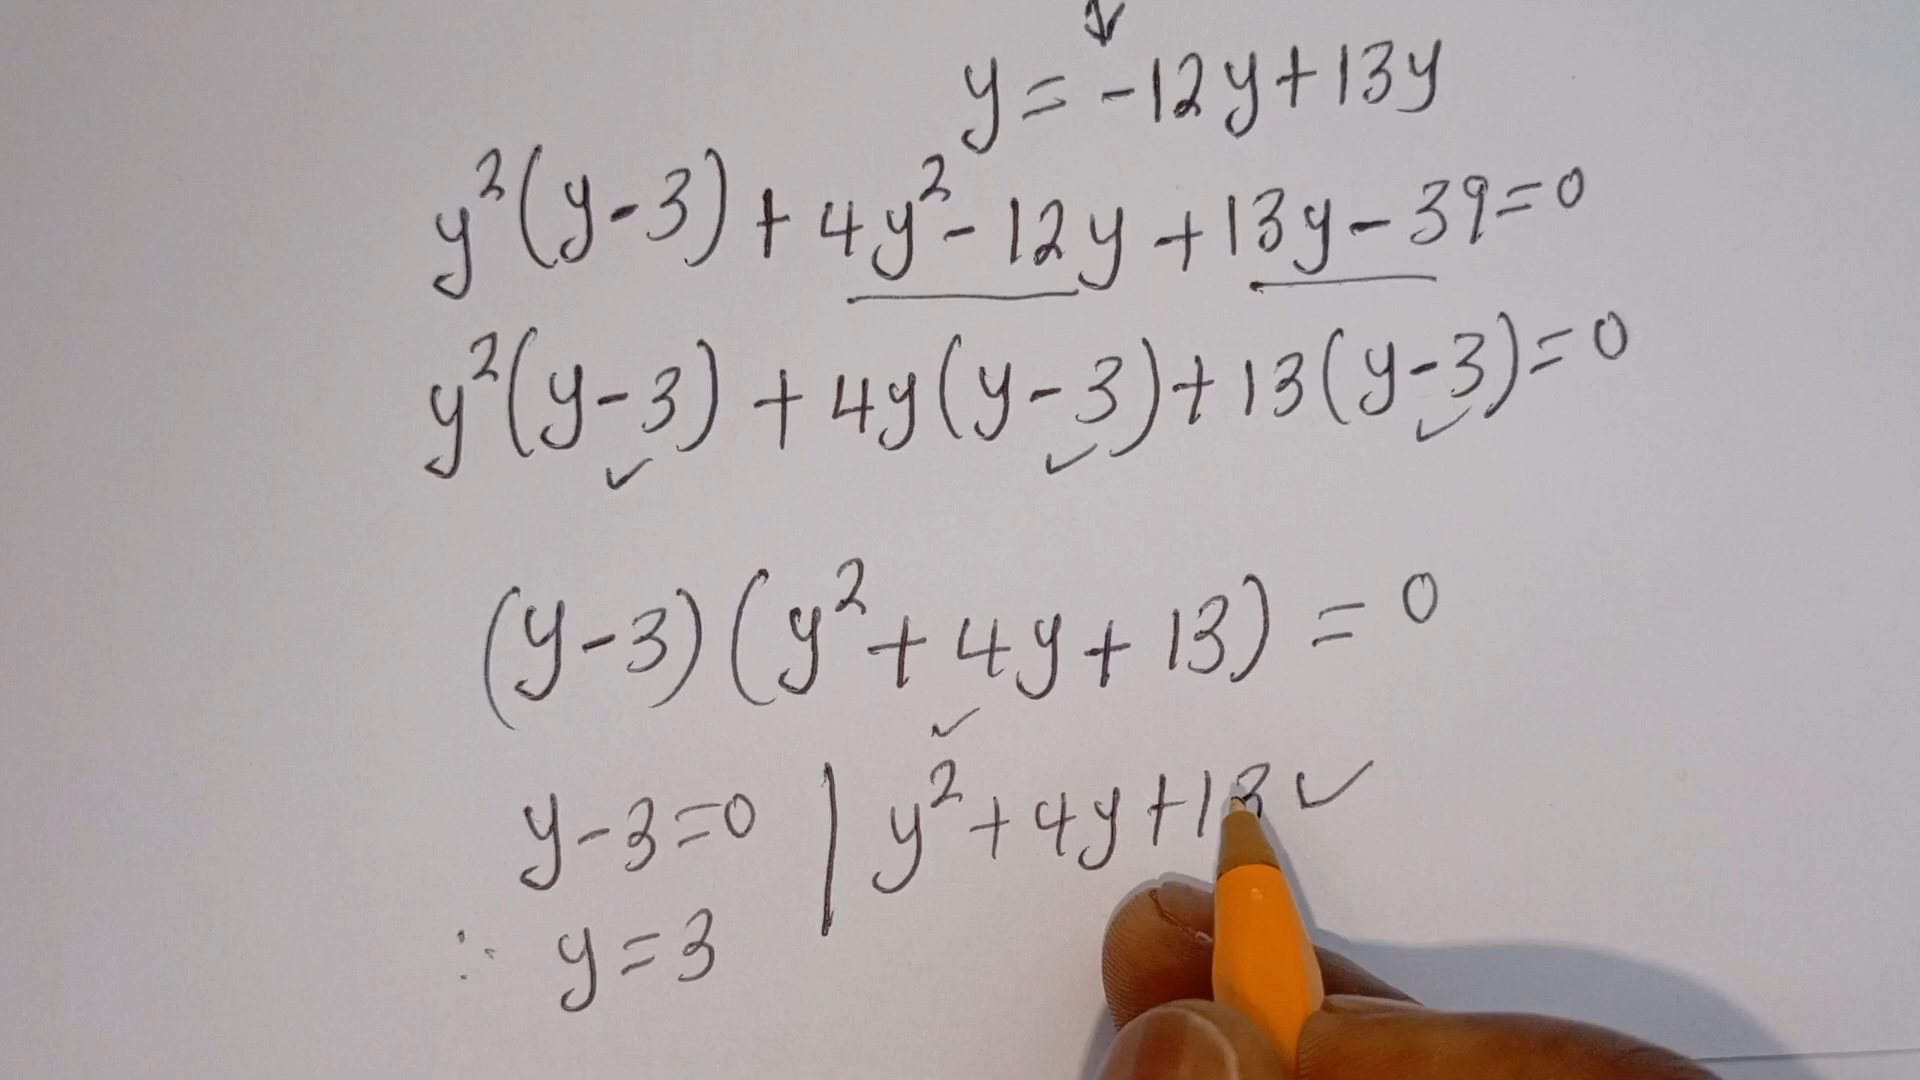 y = -12y + 13y
y²(y-3) + 4y² - 12y + 13y - 39 = 0
y²(y-3) + 4y(y-3) + 13(y-3) = 0
(y-3)(y² + 4y + 13) = 0
y-3=0 | y² + 4y + 13 ✓
∴ y = 3